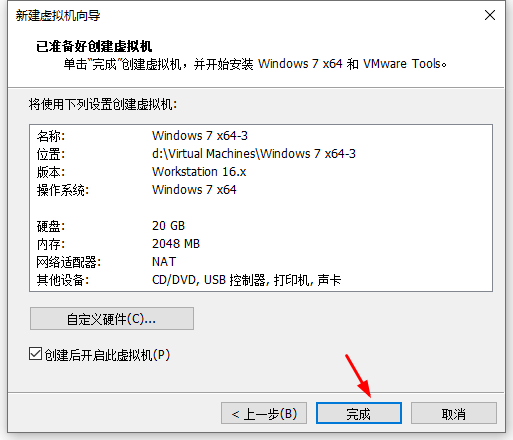 新建虚拟机向导
已准备好创建虚拟机
单击“完成”创建虚拟机，并开始安装 Windows 7 x64 和 VMware Tools。
将使用下列设置创建虚拟机:
名称: Windows 7 x64-3
位置: d:\Virtual Machines\Windows 7 x64-3
版本: Workstation 16.x
操作系统: Windows 7 x64
硬盘: 20 GB
内存: 2048 MB
网络适配器: NAT
其他设备: CD/DVD, USB 控制器, 打印机, 声卡
自定义硬件(C)...
创建后开启此虚拟机(P)
< 上一步(B) 完成 取消